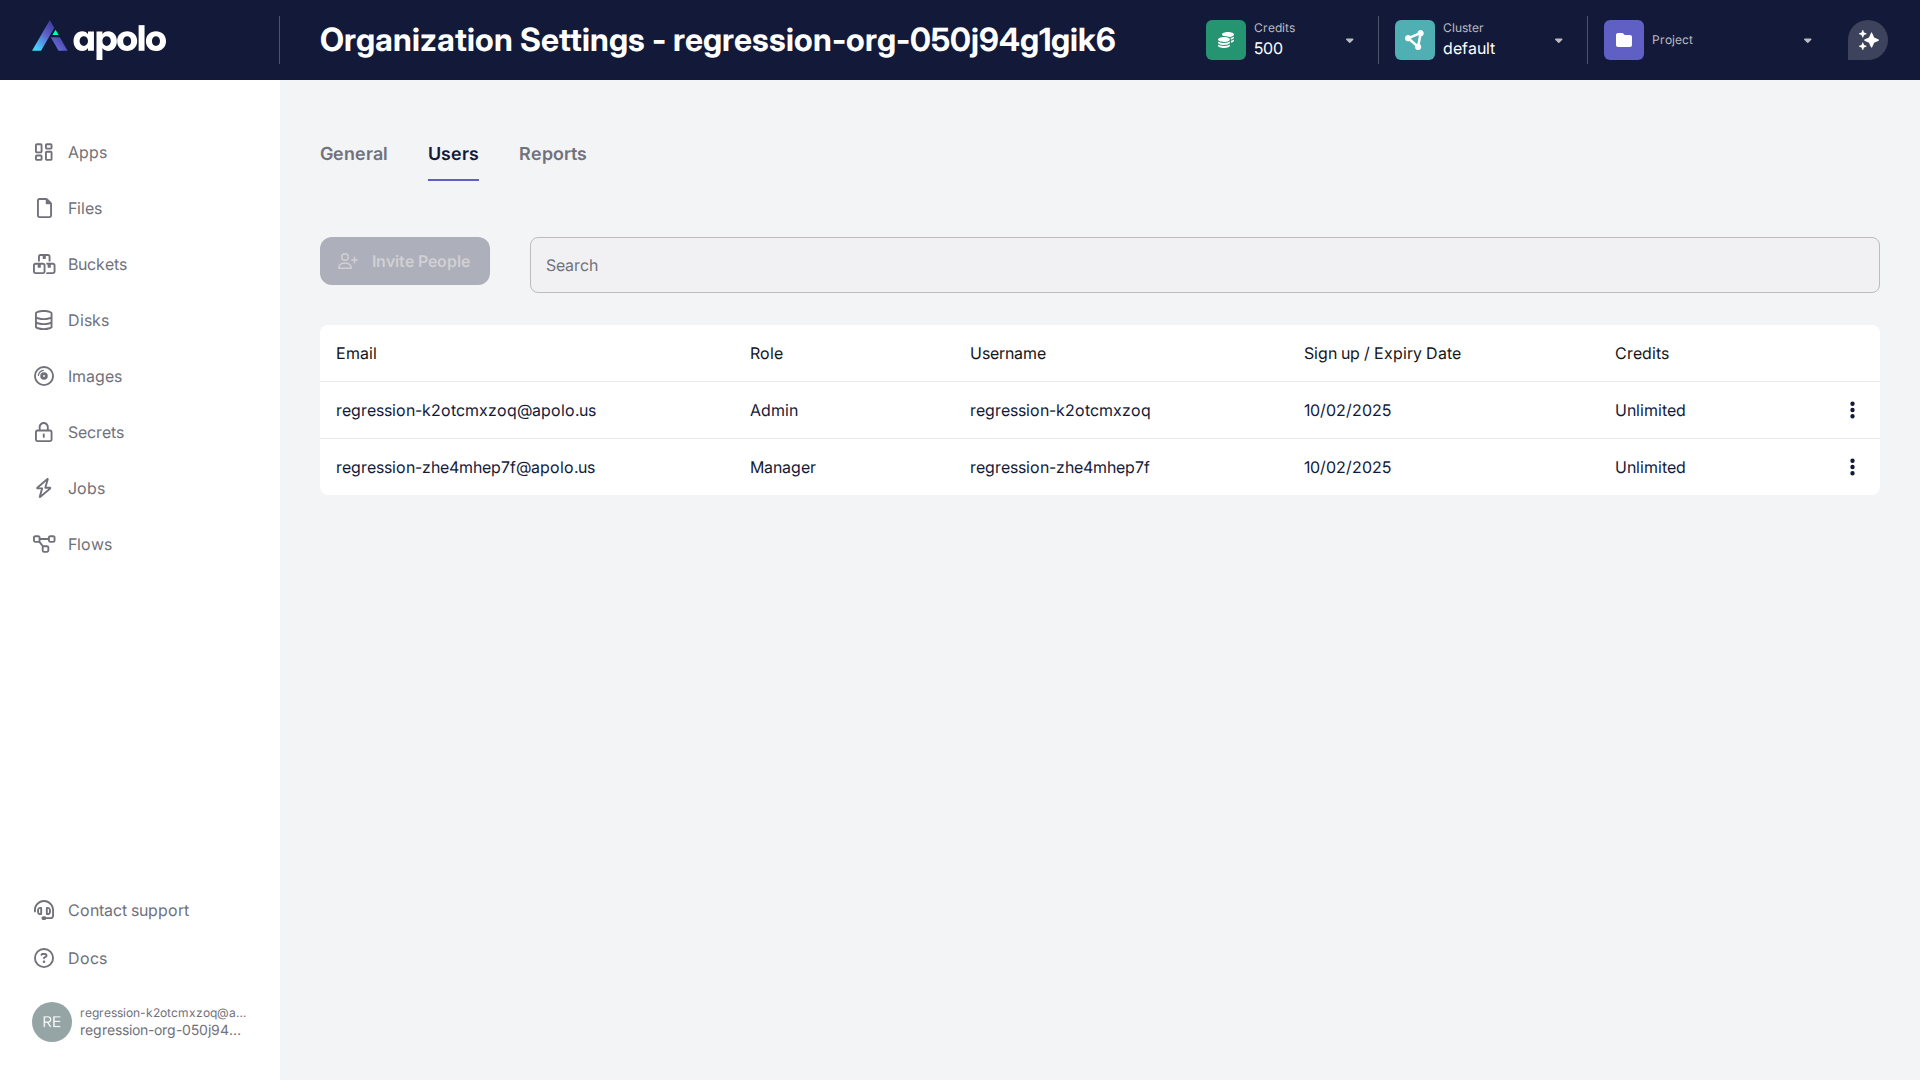 apolo
Organization Settings - regression-org-050j94g1gik6
Credits
500
Cluster
default
Project
Apps
Files
Buckets
Disks
Images
Secrets
Jobs
Flows
General Users Reports
Invite People
Search
Email Role Username Sign up / Expiry Date Credits
regression-k2otcmxzoq@apolo.us Admin regression-k2otcmxzoq 10/02/2025 Unlimited
regression-zhe4mhep7f@apolo.us Manager regression-zhe4mhep7f 10/02/2025 Unlimited
Contact support
Docs
RE
regression-k2otcmxzoq@a...
regression-org-050j94...